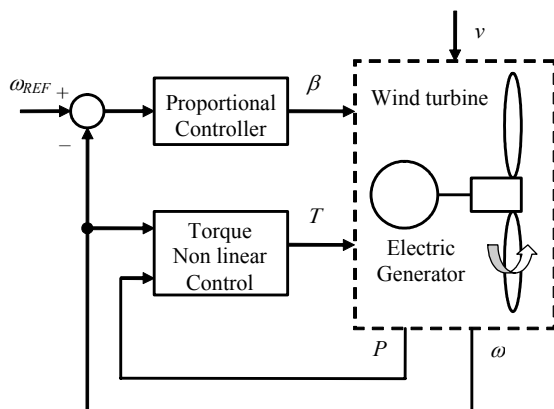 v
ω_REF
+
−
Proportional
Controller
β
Wind turbine
Torque
Non linear
Control
T
Electric
Generator
P
ω